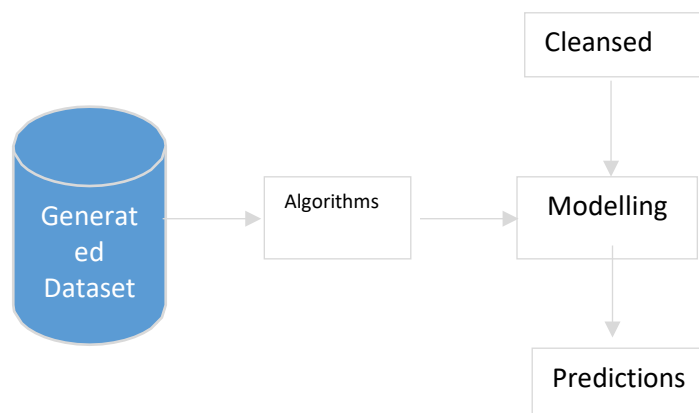 Cleansed
Generat
ed
Dataset
Algorithms
Modelling
Predictions